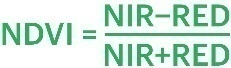 NDVI = NIR–RED
NIR+RED